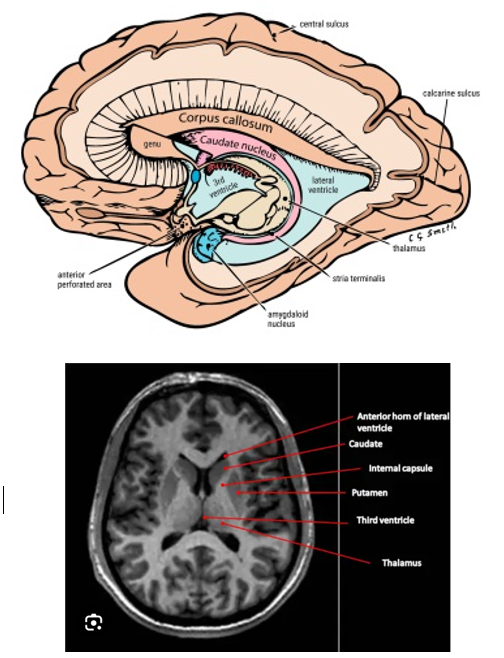 central sulcus
calcarine sulcus
Corpus callosum
genu
Caudate nucleus
3rd
ventricle
lateral
ventricle
C G Smith
thalamus
anterior
perforated area
stria terminalis
amygdaloid
nucleus
Anterior horn of lateral
ventricle
Caudate
Internal capsule
Putamen
Third ventricle
Thalamus